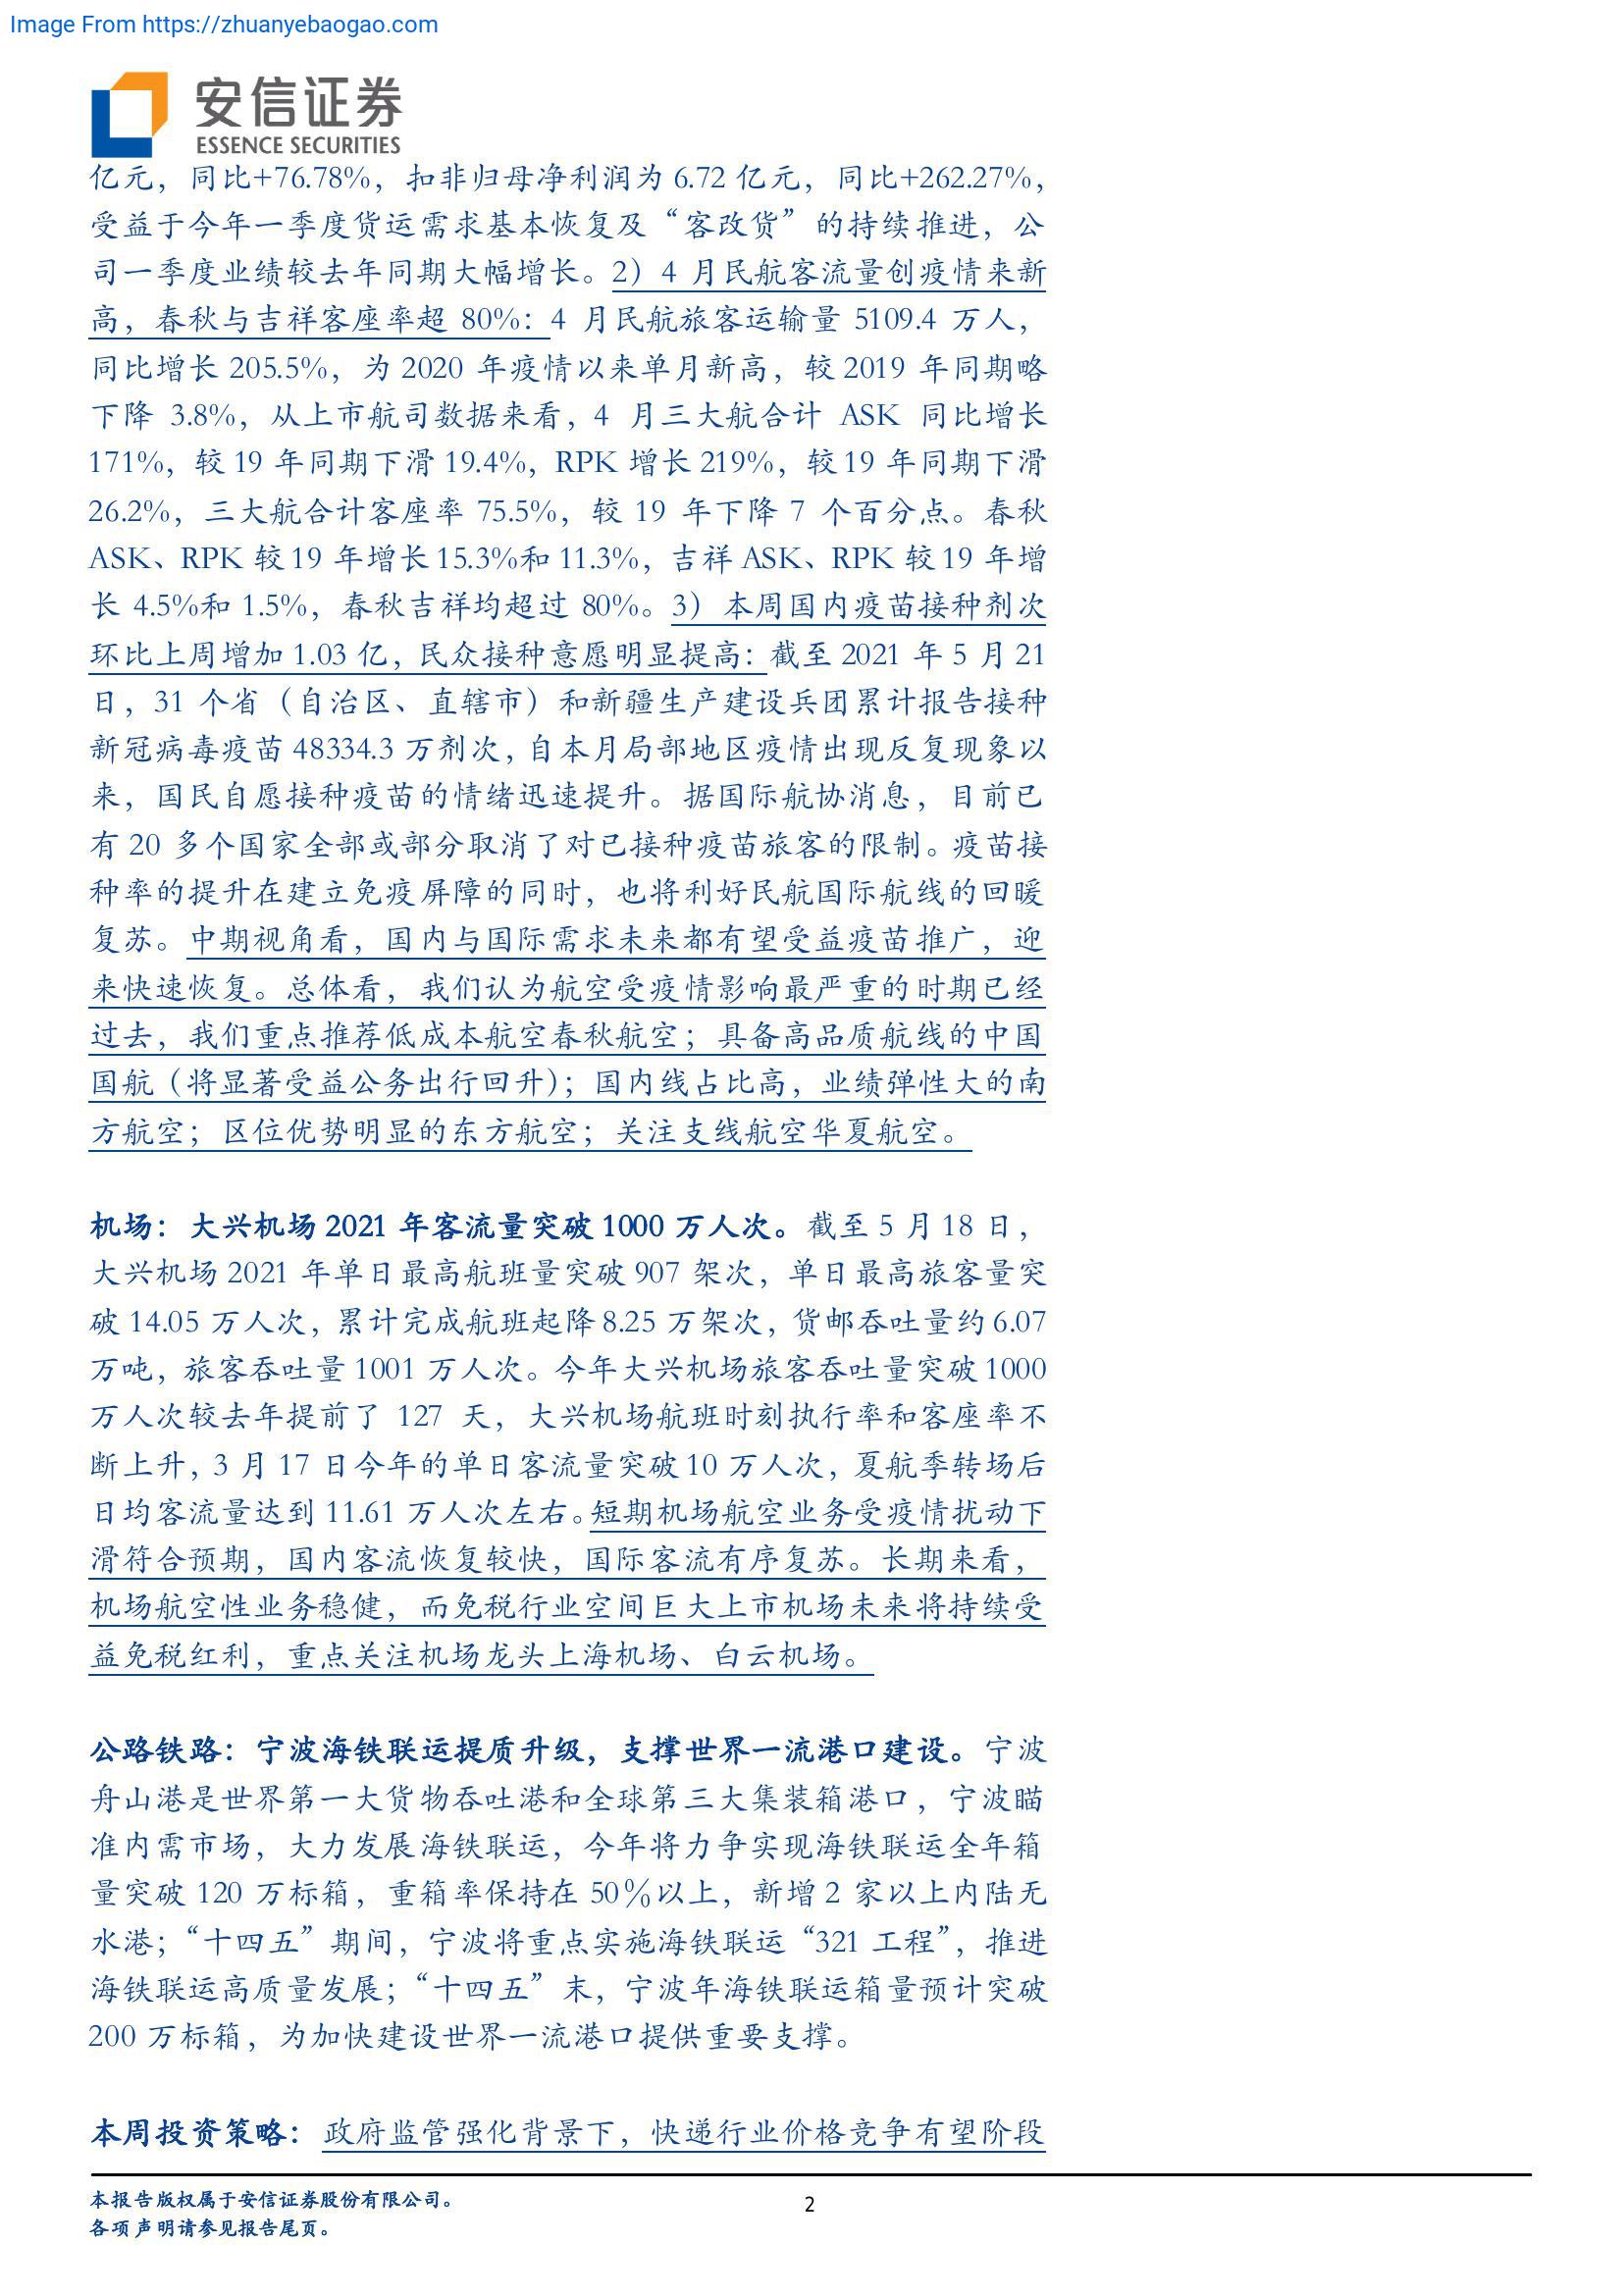 Image From https://zhuanyebaogao.com
安信证券
ESSENCE SECURITIES
亿元，同比+76.78%，扣非归母净利润为 6.72 亿元，同比+262.27%，
受益于今年一季度货运需求基本恢复及“客改货”的持续推进，公
司一季度业绩较去年同期大幅增长。2）4 月民航客流量创疫情来新
高，春秋与吉祥客座率超 80%：4 月民航旅客运输量 5109.4 万人，
同比增长 205.5%，为 2020 年疫情以来单月新高，较 2019 年同期略
下降 3.8%，从上市航司数据来看，4 月三大航合计 ASK 同比增长
171%，较 19 年同期下滑 19.4%，RPK 增长 219%，较 19 年同期下滑
26.2%，三大航合计客座率 75.5%，较 19 年下降 7 个百分点。春秋
ASK、RPK 较 19 年增长 15.3%和 11.3%，吉祥 ASK、RPK 较 19 年增
长 4.5%和 1.5%，春秋吉祥均超过 80%。3）本周国内疫苗接种剂次
环比上周增加 1.03 亿，民众接种意愿明显提高：截至 2021 年 5 月 21
日，31 个省（自治区、直辖市）和新疆生产建设兵团累计报告接种
新冠病毒疫苗 48334.3 万剂次，自本月局部地区疫情出现反复现象以
来，国民自愿接种疫苗的情绪迅速提升。据国际航协消息，目前已
有 20 多个国家全部或部分取消了对已接种疫苗旅客的限制。疫苗接
种率的提升在建立免疫屏障的同时，也将利好民航国际航线的回暖
复苏。中期视角看，国内与国际需求未来都有望受益疫苗推广，迎
来快速恢复。总体看，我们认为航空受疫情影响最严重的时期已经
过去，我们重点推荐低成本航空春秋航空；具备高品质航线的中国
国航（将显著受益公务出行回升）；国内线占比高，业绩弹性大的南
方航空；区位优势明显的东方航空；关注支线航空华夏航空。
机场：大兴机场 2021 年客流量突破 1000 万人次。截至 5 月 18 日，
大兴机场 2021 年单日最高航班量突破 907 架次，单日最高旅客量突
破 14.05 万人次，累计完成航班起降 8.25 万架次，货邮吞吐量约 6.07
万吨，旅客吞吐量 1001 万人次。今年大兴机场旅客吞吐量突破 1000
万人次较去年提前了 127 天，大兴机场航班时刻执行率和客座率不
断上升，3 月 17 日今年的单日客流量突破 10 万人次，夏航季转场后
日均客流量达到 11.61 万人次左右。短期机场航空业务受疫情扰动下
滑符合预期，国内客流恢复较快，国际客流有序复苏。长期来看，
机场航空性业务稳健，而免税行业空间巨大上市机场未来将持续受
益免税红利，重点关注机场龙头上海机场、白云机场。
公路铁路：宁波海铁联运提质升级，支撑世界一流港口建设。宁波
舟山港是世界第一大货物吞吐港和全球第三大集装箱港口，宁波瞄
准内需市场，大力发展海铁联运，今年将力争实现海铁联运全年箱
量突破 120 万标箱，重箱率保持在 50％以上，新增 2 家以上内陆无
水港；“十四五”期间，宁波将重点实施海铁联运“321 工程”，推进
海铁联运高质量发展；“十四五”末，宁波年海铁联运箱量预计突破
200 万标箱，为加快建设世界一流港口提供重要支撑。
本周投资策略：政府监管强化背景下，快递行业价格竞争有望阶段
本报告版权属于安信证券股份有限公司。
2
各项声明请参见报告尾页。